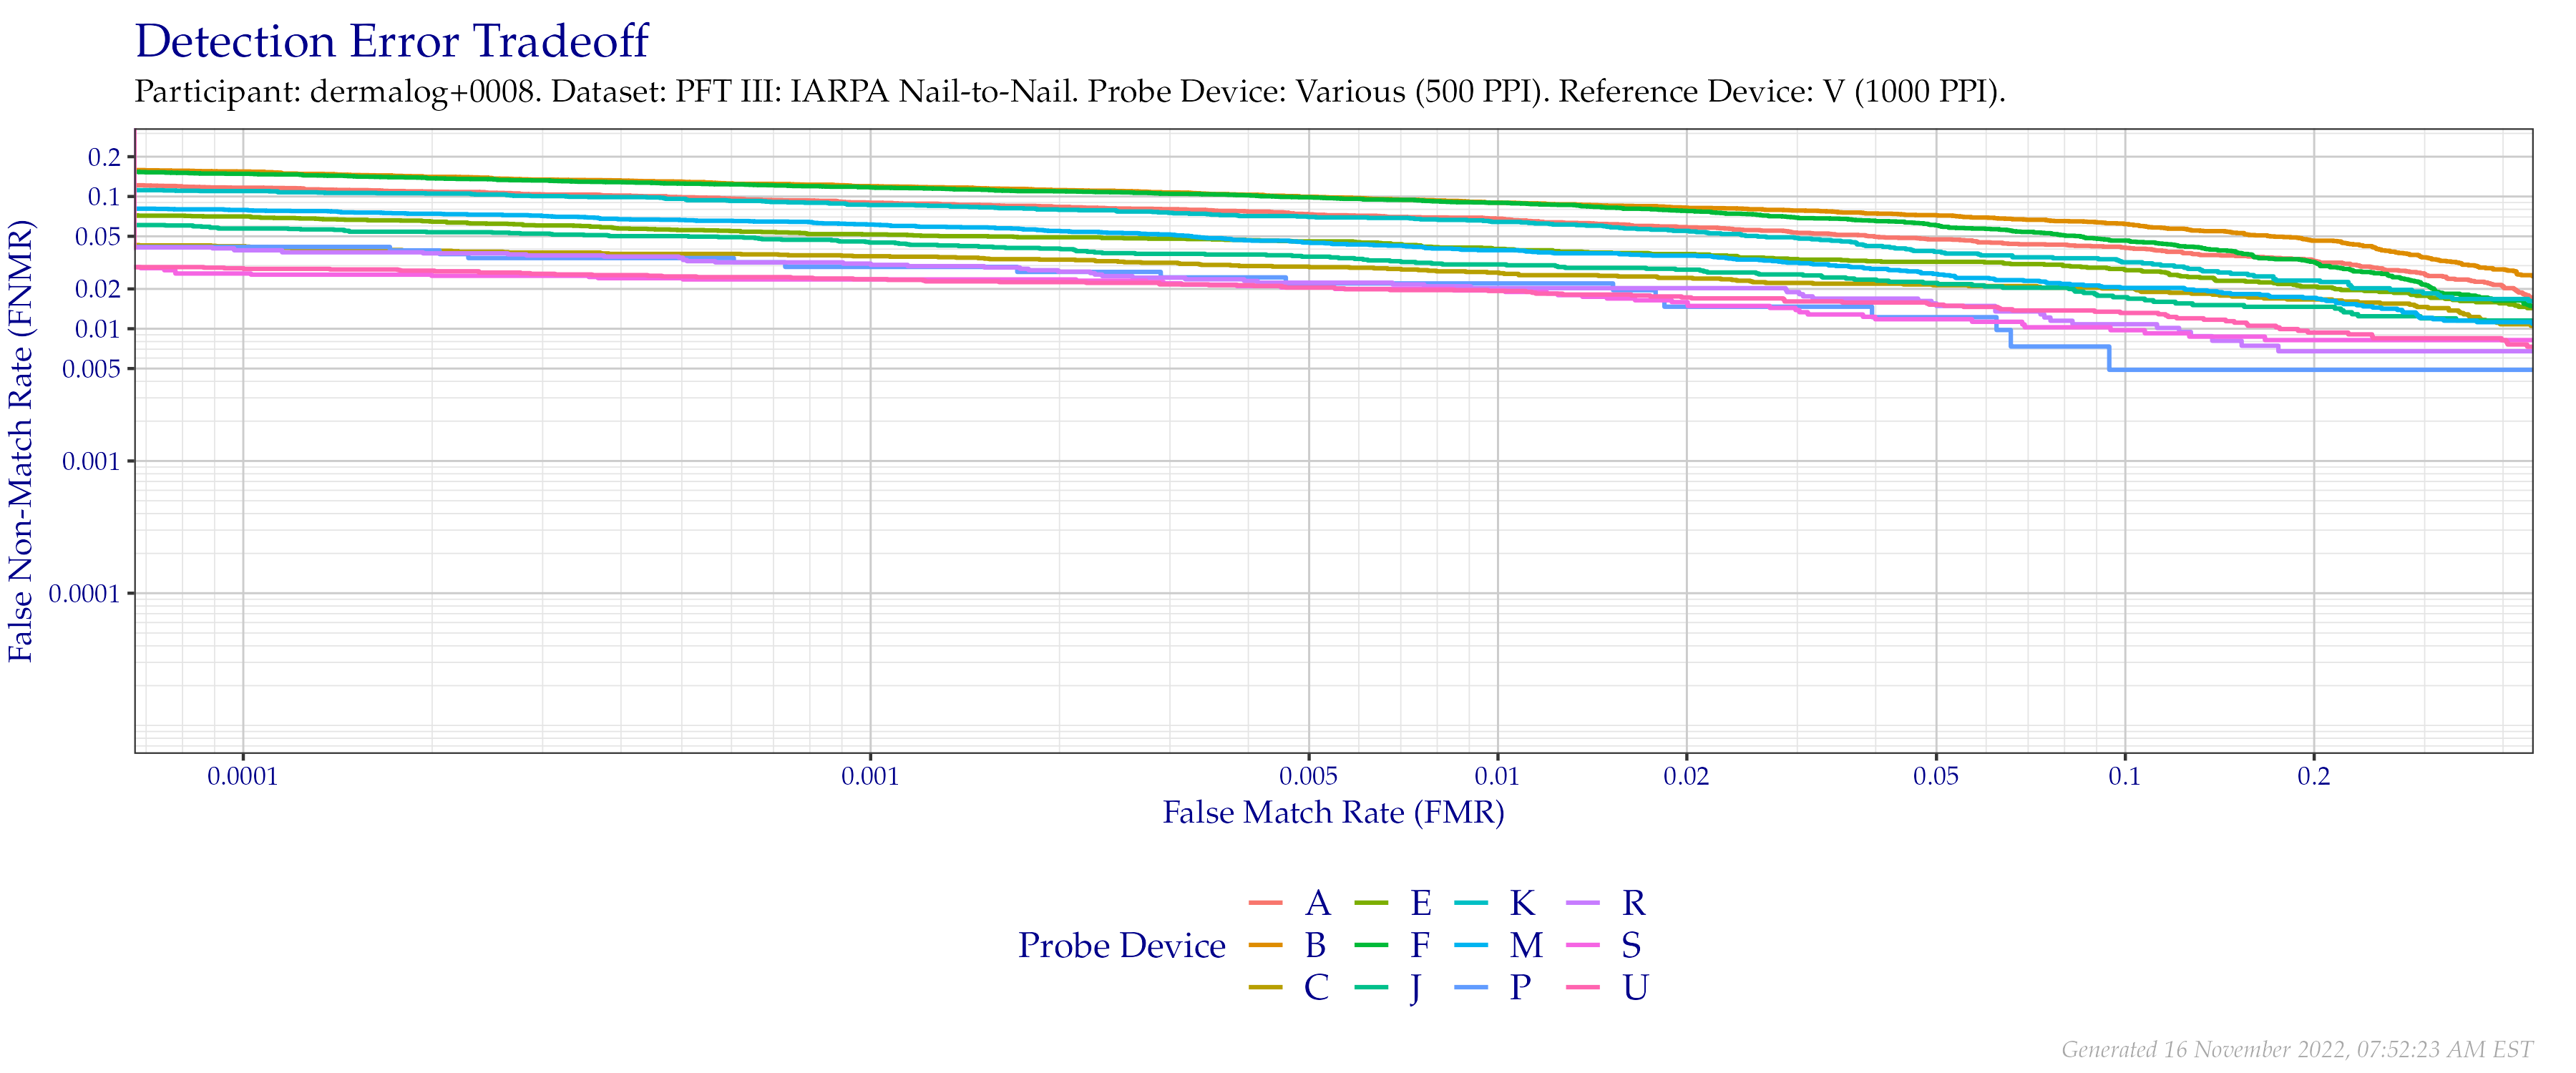 Detection Error Tradeoff
Participant: dermalog+0008. Dataset: PFT III: IARPA Nail-to-Nail. Probe Device: Various (500 PPI). Reference Device: V (1000 PPI).
False Non-Match Rate (FNMR)
0.2
0.1
0.05
0.02
0.01
0.005
0.001
0.0001
0.0001 0.001 0.005 0.01 0.02 0.05 0.1 0.2
False Match Rate (FMR)
Probe Device
A E K R
B F M S
C J P U
Generated 16 November 2022, 07:52:23 AM EST